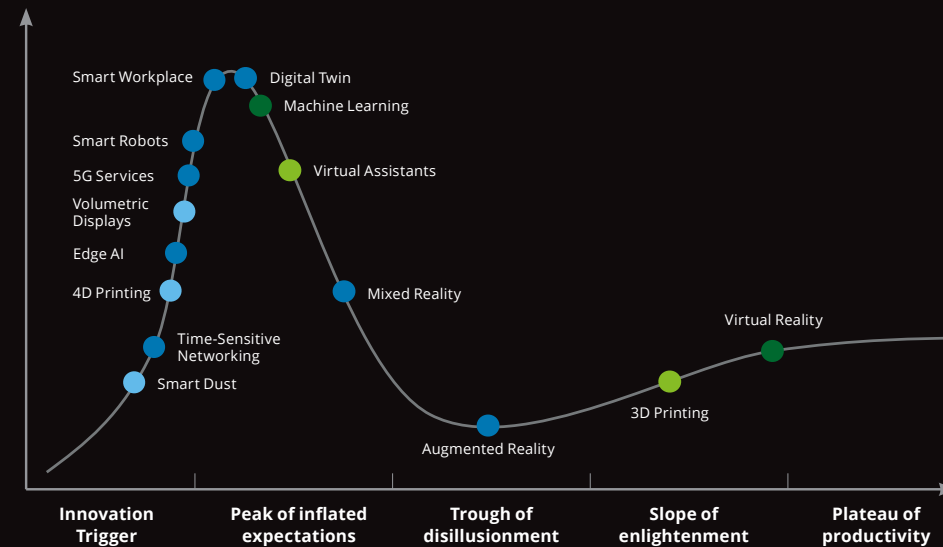 Smart Workplace
Digital Twin
Machine Learning
Smart Robots
Virtual Assistants
5G Services
Volumetric
Displays
Edge AI
4D Printing
Mixed Reality
Virtual Reality
Time-Sensitive
Networking
Smart Dust
3D Printing
Augmented Reality
Innovation
Trigger
Peak of inflated
expectations
Trough of
disillusionment
Slope of
enlightenment
Plateau of
productivity